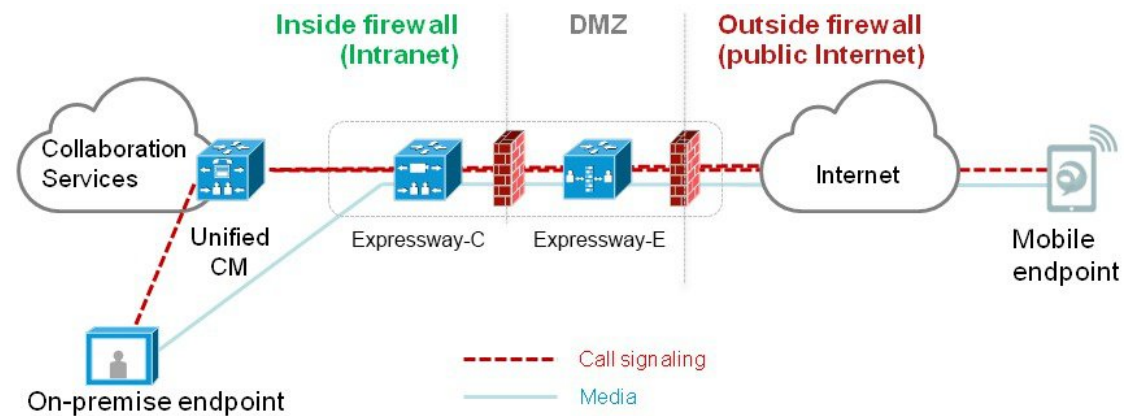 Inside firewall
(Intranet)
DMZ
Outside firewall
(public Internet)
Collaboration
Services
Unified
CM
Expressway-C
Expressway-E
Internet
Mobile
endpoint
On-premise endpoint
Call signaling
Media